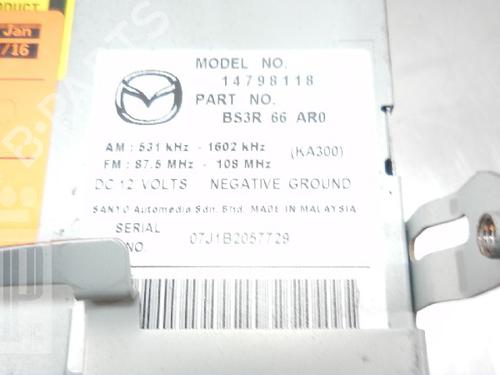 Jan
/16
MODEL NO.
14798118
PART NO.
BS3R 66 AR0
AM : 531 kHz - 1602 kHz
FM : 87.5 MHz - 108 MHz
(KA300)
DC 12 VOLTS NEGATIVE GROUND
SANYO Automedia Sdn. Bhd. MADE IN MALAYSIA
SERIAL
NO.
07J1B2057729
B-PARTS